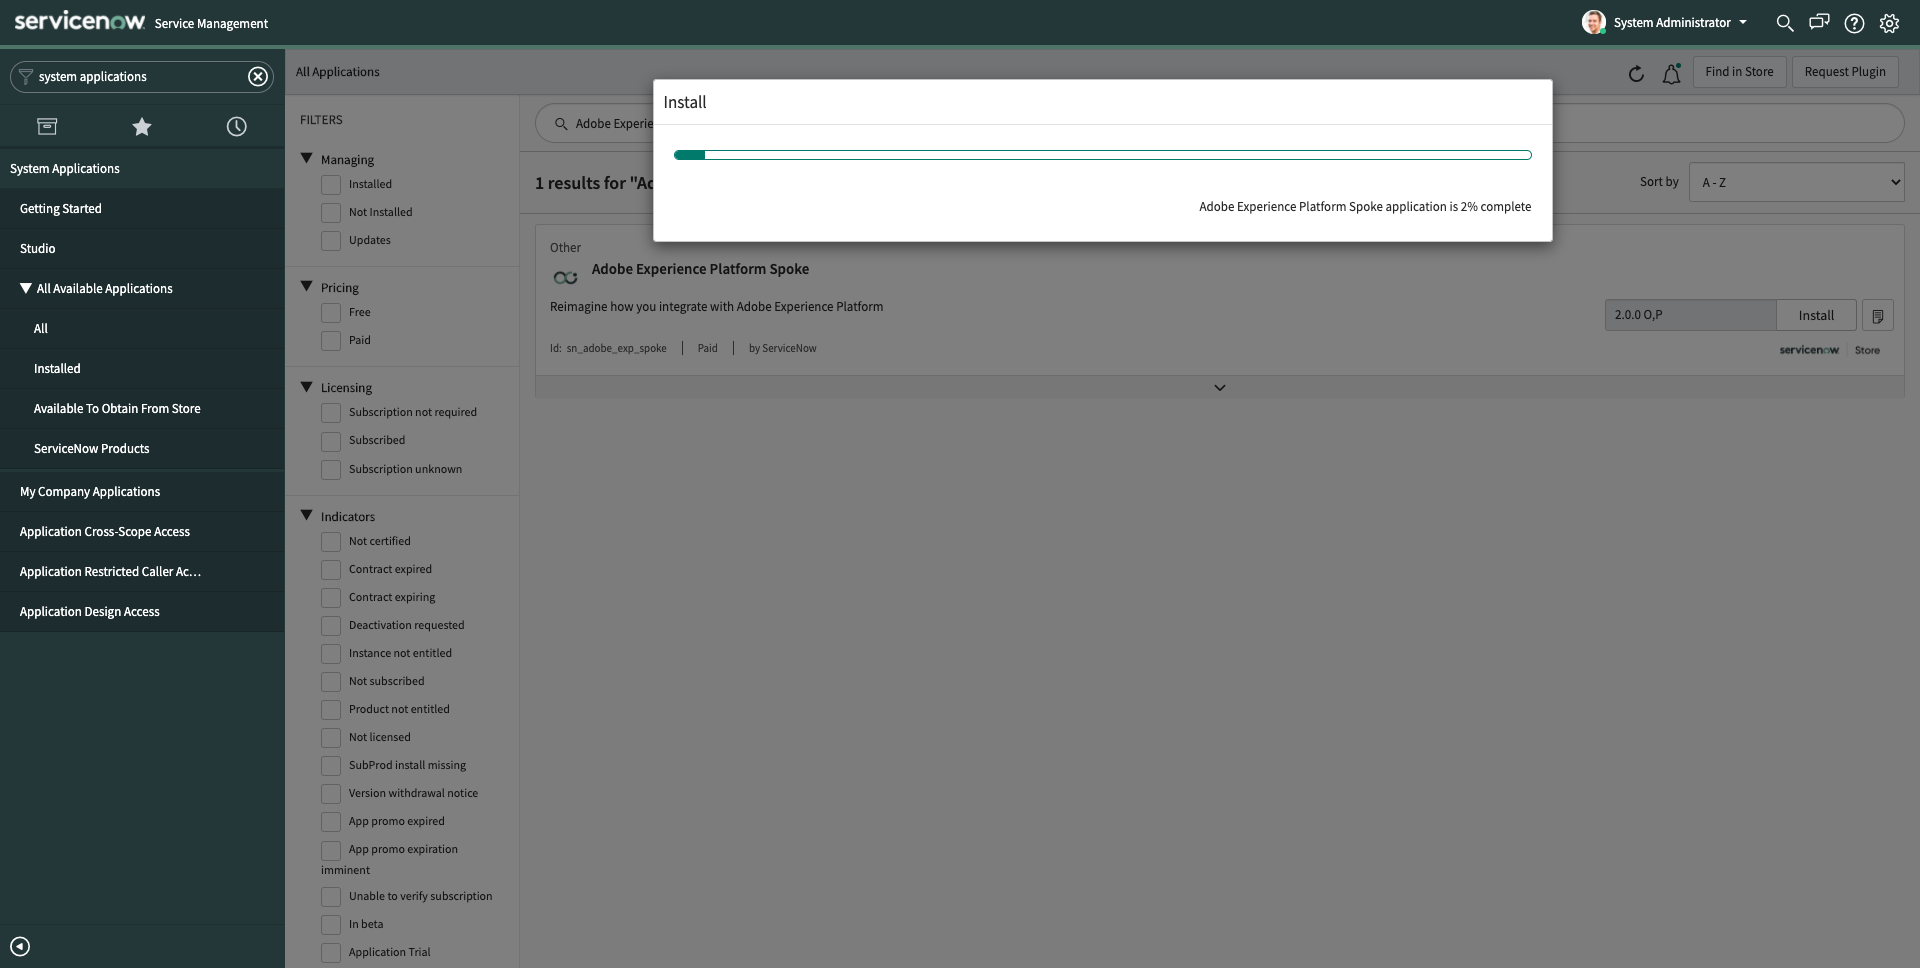 servicenow Service Management
System Administrator
system applications
System Applications
Getting Started
Studio
All Available Applications
All
Installed
Available To Obtain From Store
ServiceNow Products
My Company Applications
Application Cross-Scope Access
Application Restricted Caller Ac...
Application Design Access
All Applications
Find in Store
Request Plugin
FILTERS
Managing
Installed
Not Installed
Updates
Pricing
Free
Paid
Licensing
Subscription not required
Subscribed
Subscription unknown
Indicators
Not certified
Contract expired
Contract expiring
Deactivation requested
Instance not entitled
Not subscribed
Product not entitled
Not licensed
SubProd install missing
Version withdrawal notice
App promo expired
App promo expiration
imminent
Unable to verify subscription
In beta
Application Trial
Install
Adobe Experience Platform Spoke application is 2% complete
Adobe Experie
1 results for "Ad
Sort by A - Z
Other
Adobe Experience Platform Spoke
Reimagine how you integrate with Adobe Experience Platform
2.0.0 O,P Install
Id: sn_adobe_exp_spoke Paid by ServiceNow
servicenow Store